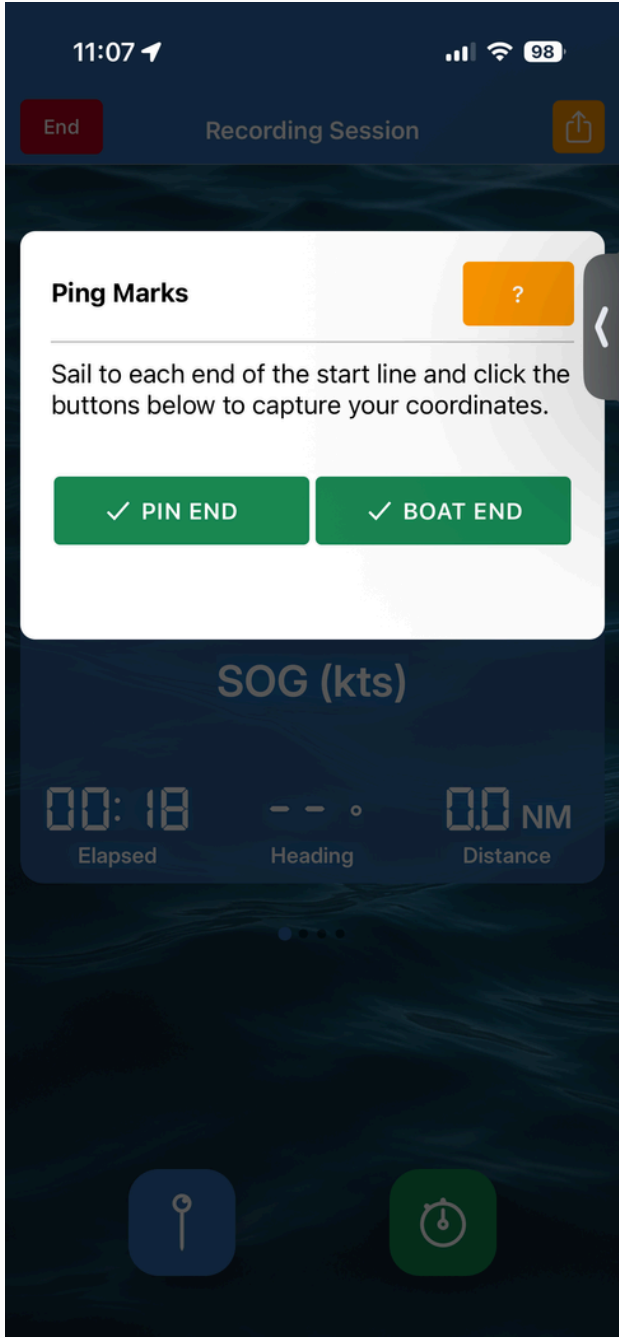 11:07
98
End
Recording Session
Ping Marks
?
Sail to each end of the start line and click the
buttons below to capture your coordinates.
PIN END
BOAT END
SOG (kts)
00:18 -- ° 0.0 NM
Elapsed Heading Distance